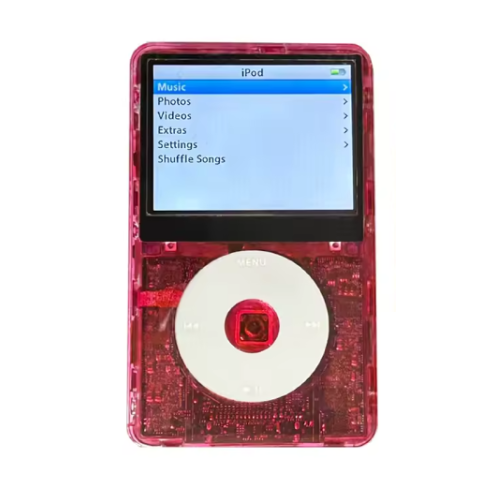 iPod
Music
Photos
Videos
Extras
Settings
Shuffle Songs
MENU